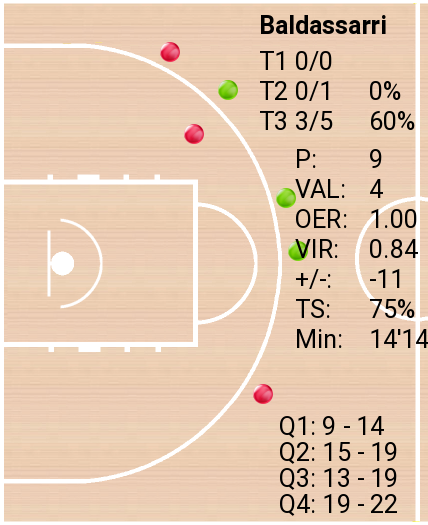 Baldassarri
T1 0/0
T2 0/1 0%
T3 3/5 60%
P: 9
VAL: 4
OER: 1.00
VIR: 0.84
+/-: -11
TS: 75%
Min: 14'14
Q1: 9 - 14
Q2: 15 - 19
Q3: 13 - 19
Q4: 19 - 22